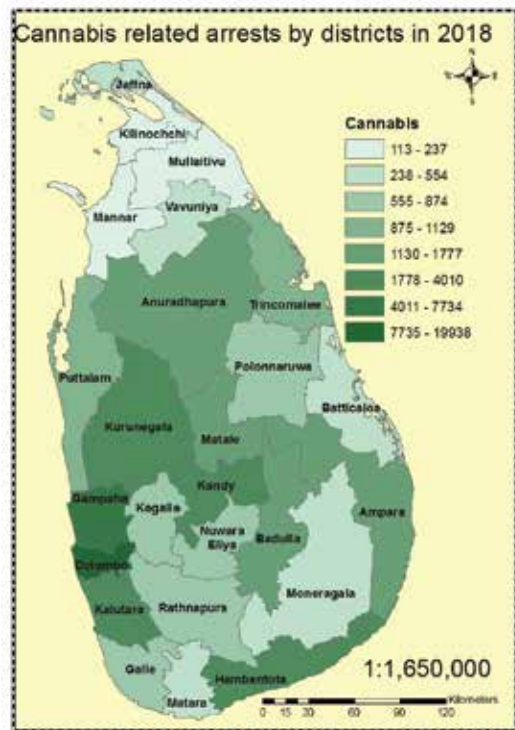 Cannabis related arrests by districts in 2018
N
W
E
S
Cannabis
113 - 237
238 - 554
555 - 874
875 - 1129
1130 - 1777
1778 - 4010
4011 - 7734
7735 - 19938
Jaffna
Kilinochchi
Mullaitivu
Mannar
Vavuniya
Anuradhapura
Trincomalee
Polonnaruwa
Puttalam
Batticaloa
Kurunegala
Matale
Gampaha
Kandy
Kegalle
Ampara
Nuwara
Eliya
Badulla
Colombo
Moneragala
Kalutara
Rathnapura
Galle
Hambantota
Matara
1:1,650,000
Kilometers
0 15 30 60 90 120